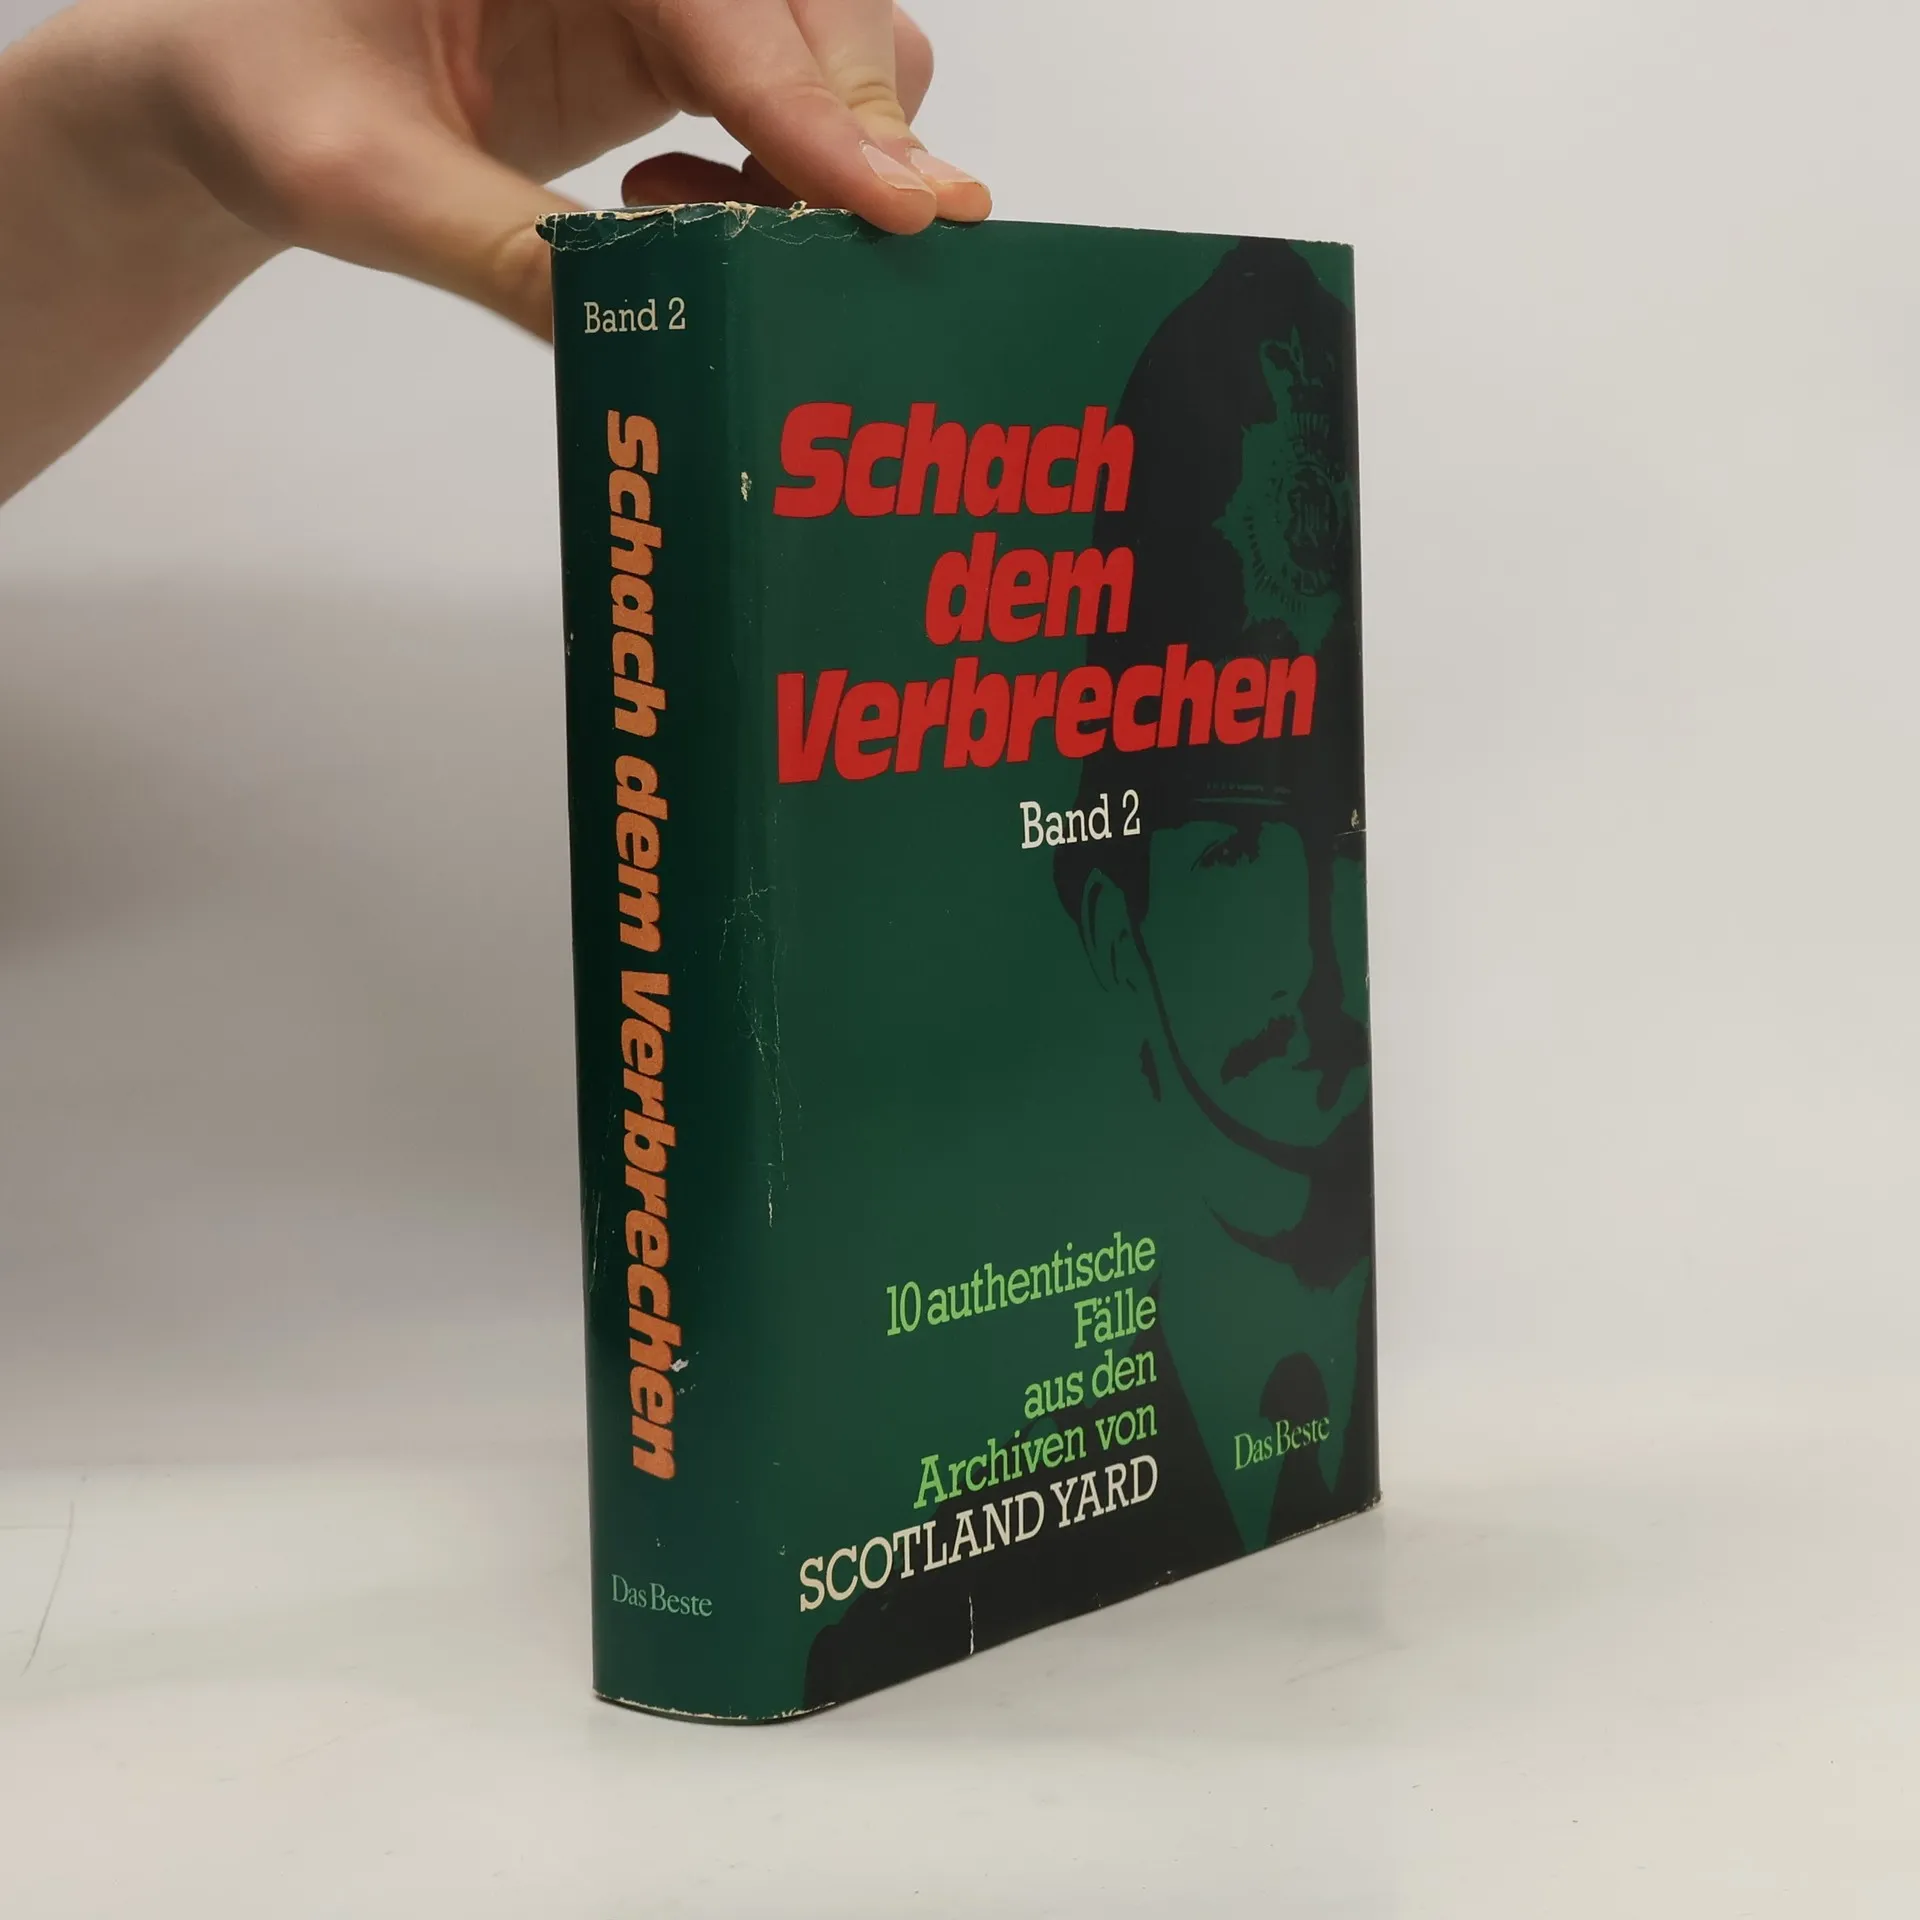 Band 2
Schach dem Verbrechen
Das Beste
Schach
dem
Verbrechen
Band 2
10 authentische
Fälle
aus den
Archiven von
SCOTLAND YARD
Das Beste